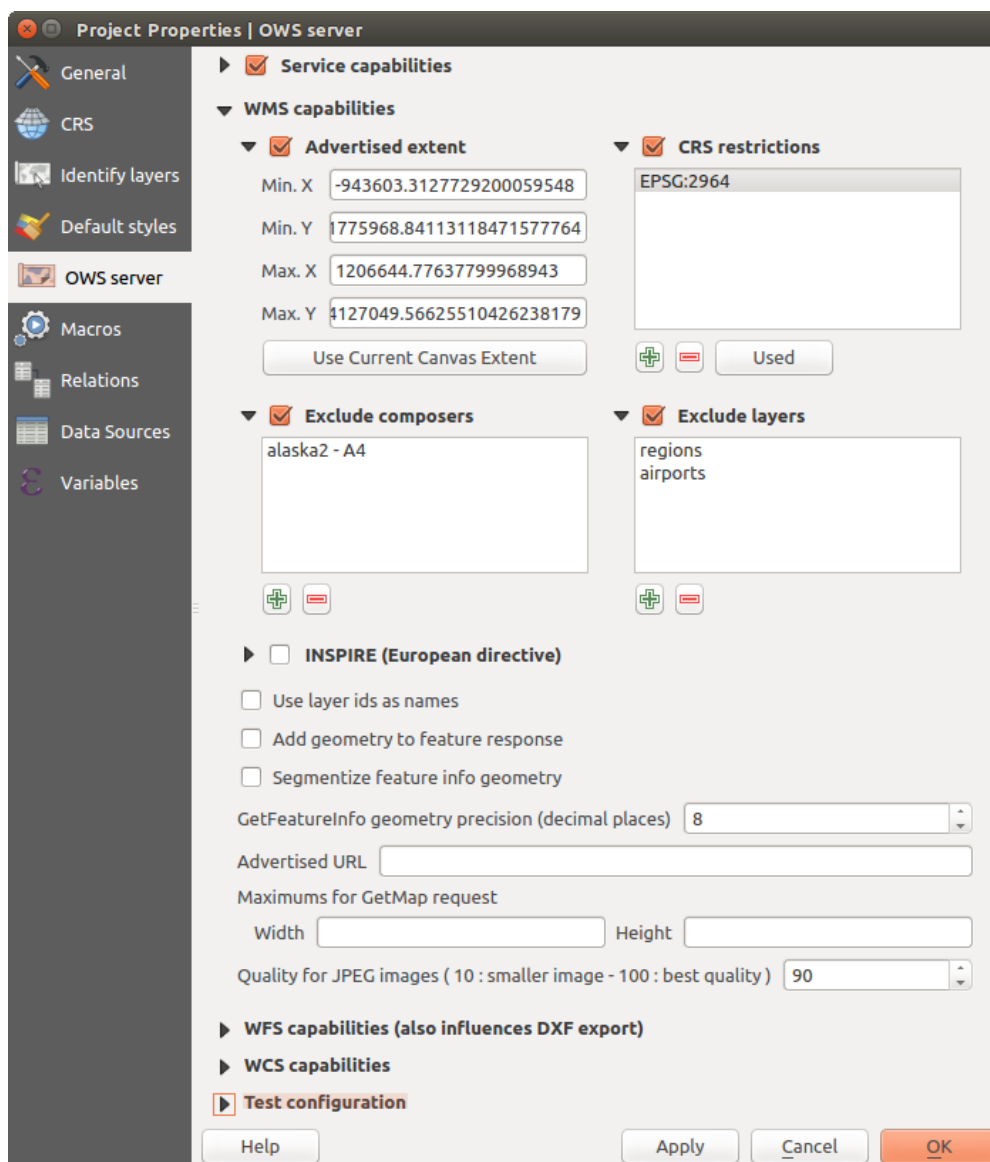 Project Properties | OWS server
General
CRS
Identify layers
Default styles
OWS server
Macros
Relations
Data Sources
Variables
Service capabilities
WMS capabilities
Advertised extent
Min. X -943603.3127729200059548
Min. Y 1775968.84113118471577764
Max. X 1206644.77637799968943
Max. Y 4127049.56625510426238179
Use Current Canvas Extent
CRS restrictions
EPSG:2964
Used
Exclude composers
alaska2 - A4
Exclude layers
regions
airports
INSPIRE (European directive)
Use layer ids as names
Add geometry to feature response
Segmentize feature info geometry
GetFeatureInfo geometry precision (decimal places) 8
Advertised URL
Maximums for GetMap request
Width Height
Quality for JPEG images ( 10 : smaller image - 100 : best quality ) 90
WFS capabilities (also influences DXF export)
WCS capabilities
Test configuration
Help Apply Cancel OK